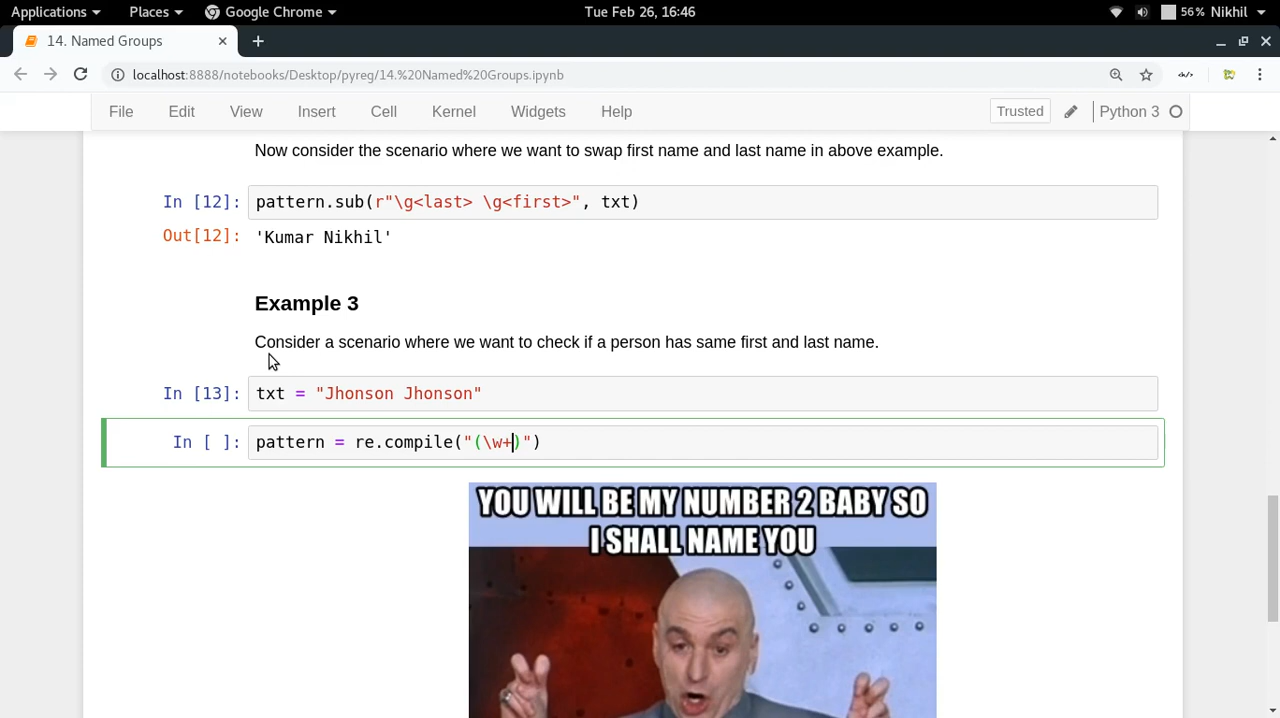 Applications Places Google Chrome Tue Feb 26, 16:46 56% Nikhil
14. Named Groups
localhost:8888/notebooks/Desktop/pyreg/14.%20Named%20Groups.ipynb
File Edit View Insert Cell Kernel Widgets Help Trusted Python 3
Now consider the scenario where we want to swap first name and last name in above example.
In [12]: pattern.sub(r"\g<last> \g<first>", txt)
Out[12]: 'Kumar Nikhil'
Example 3
Consider a scenario where we want to check if a person has same first and last name.
In [13]: txt = "Jhonson Jhonson"
In [ ]: pattern = re.compile("(\w+)")
YOU WILL BE MY NUMBER 2 BABY SO
I SHALL NAME YOU